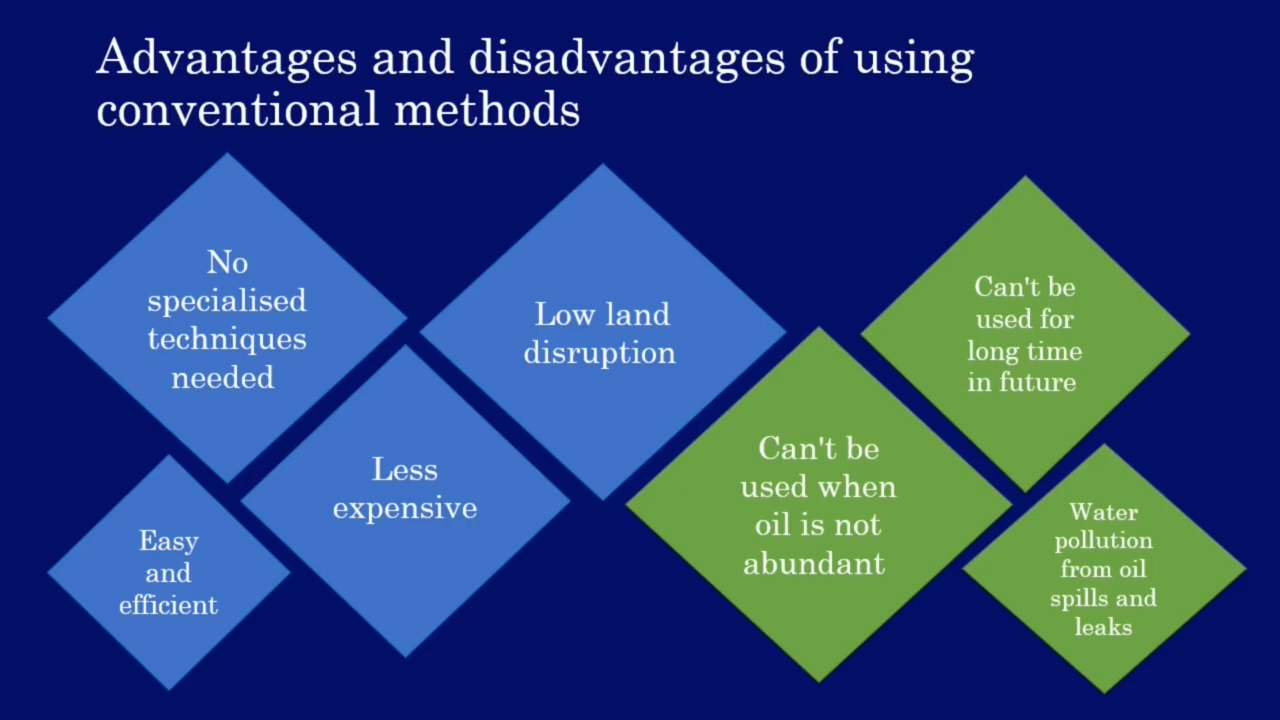 Advantages and disadvantages of using
conventional methods
No
specialised
techniques
needed
Low land
disruption
Can't be
used for
long time
in future
Less
expensive
Can't be
used when
oil is not
abundant
Easy
and
efficient
Water
pollution
from oil
spills and
leaks